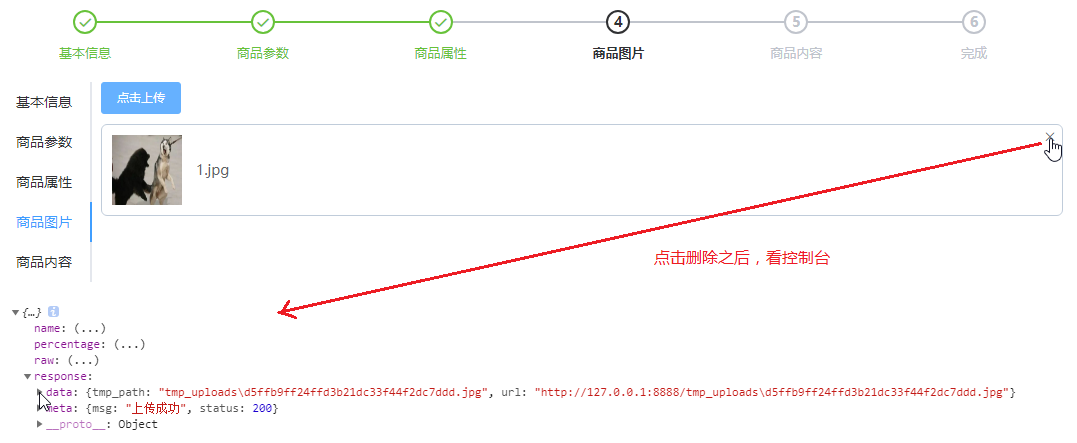 4 5 6
基本信息 商品参数 商品属性 商品图片 商品内容 完成
基本信息
商品参数
商品属性
商品图片
商品内容
点击上传
1.jpg
点击删除之后，看控制台
{…} i
name: (...)
percentage: (...)
raw: (...)
response:
data: {tmp_path: "tmp_uploads\d5ffb9ff24ffd3b21dc33f44f2dc7ddd.jpg", url: "http://127.0.0.1:8888/tmp_uploads\d5ffb9ff24ffd3b21dc33f44f2dc7ddd.jpg"}
meta: {msg: "上传成功", status: 200}
__proto__: Object